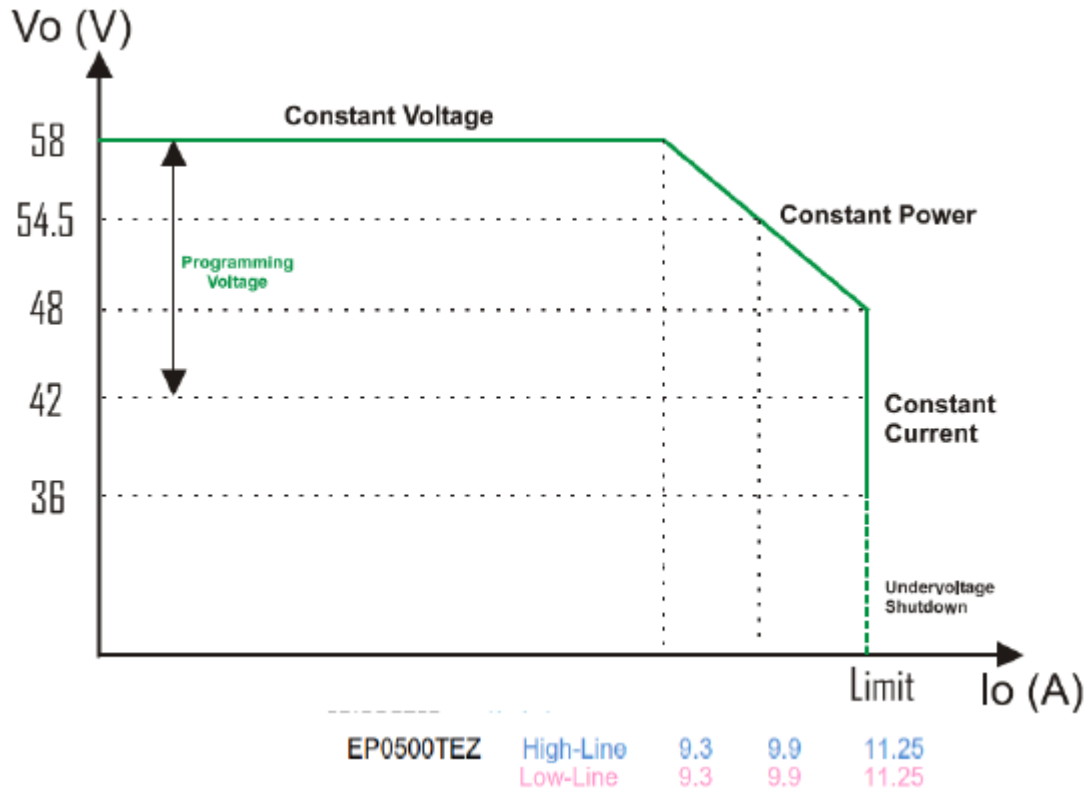 Vo (V)
Constant Voltage
58
54.5
Constant Power
Programming
Voltage
48
42
Constant
Current
36
Undervoltage
Shutdown
Limit
Io (A)
EP0500TEZ High-Line 9.3 9.9 11.25
Low-Line 9.3 9.9 11.25